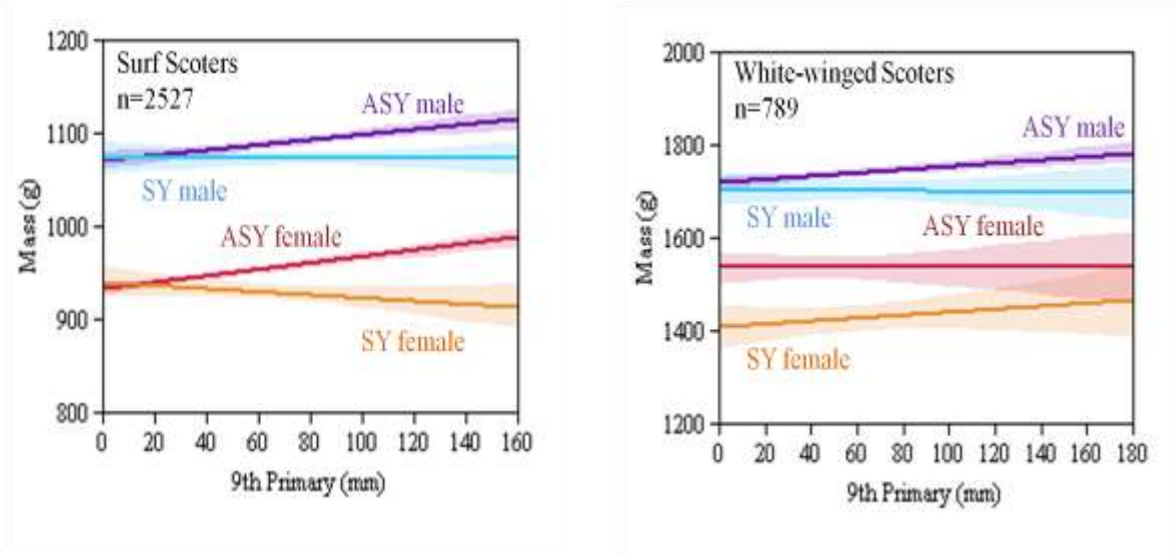 Surf Scoters
n=2527
ASY male
SY male
ASY female
SY female
1200
1100
1000
900
800
Mass (g)
0 20 40 60 80 100 120 140 160
9th Primary (mm)
White-winged Scoters
n=789
ASY male
SY male
ASY female
SY female
2000
1800
1600
1400
1200
Mass (g)
0 20 40 60 80 100 120 140 160 180
9th Primary (mm)